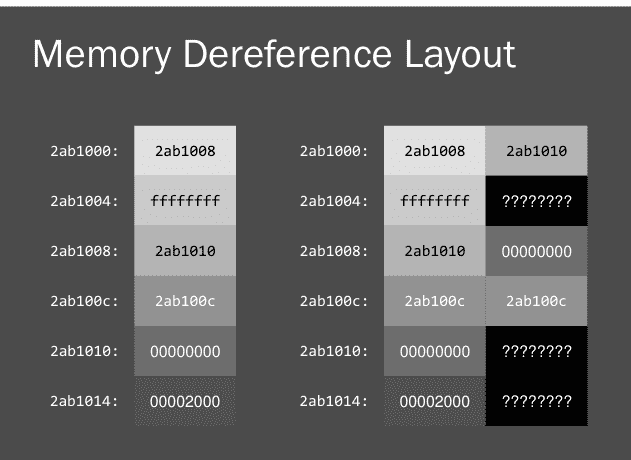 Memory Dereference Layout
2ab1000: 2ab1008 2ab1000: 2ab1008 2ab1010
2ab1004: ffffffff 2ab1004: ffffffff ????????
2ab1008: 2ab1010 2ab1008: 2ab1010 00000000
2ab100c: 2ab100c 2ab100c: 2ab100c 2ab100c
2ab1010: 00000000 2ab1010: 00000000 ????????
2ab1014: 00002000 2ab1014: 00002000 ????????